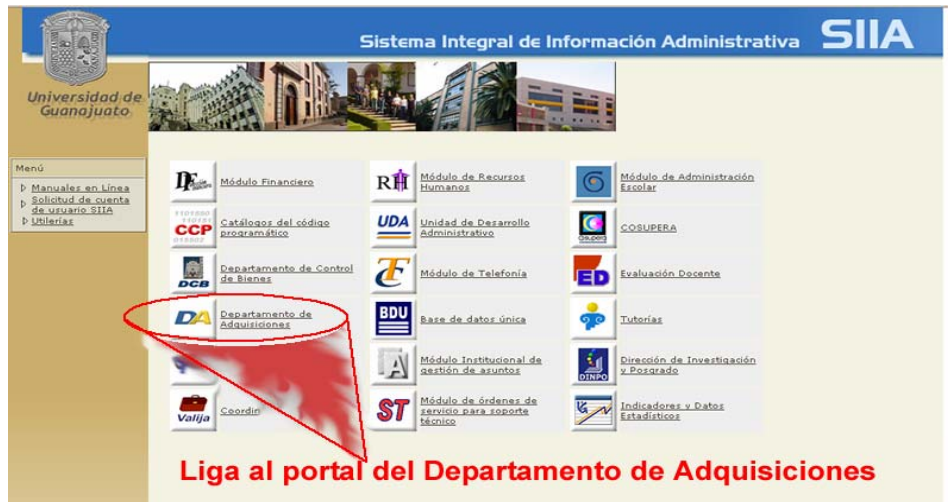 Sistema Integral de Información Administrativa SIIA
Universidad de
Guanajuato
Menú
Manuales en Línea
Solicitud de cuenta
de usuario SIIA
Utilerías
Módulo Financiero
Módulo de Recursos
Humanos
Módulo de Administración
Escolar
CCP
Catálogos del código
programático
UDA
Unidad de Desarrollo
Administrativo
COSUPERA
DCB
Departamento de Control
de Bienes
Módulo de Telefonía
ED
Evaluación Docente
DA
Departamento de
Adquisiciones
BDU
Base de datos única
Tutorías
A
Módulo Institucional de
gestión de asuntos
DINPO
Dirección de Investigación
y Posgrado
Valija
Coordin
ST
Módulo de órdenes de
servicio para soporte
técnico
Indicadores y Datos
Estadísticos
Liga al portal del Departamento de Adquisiciones